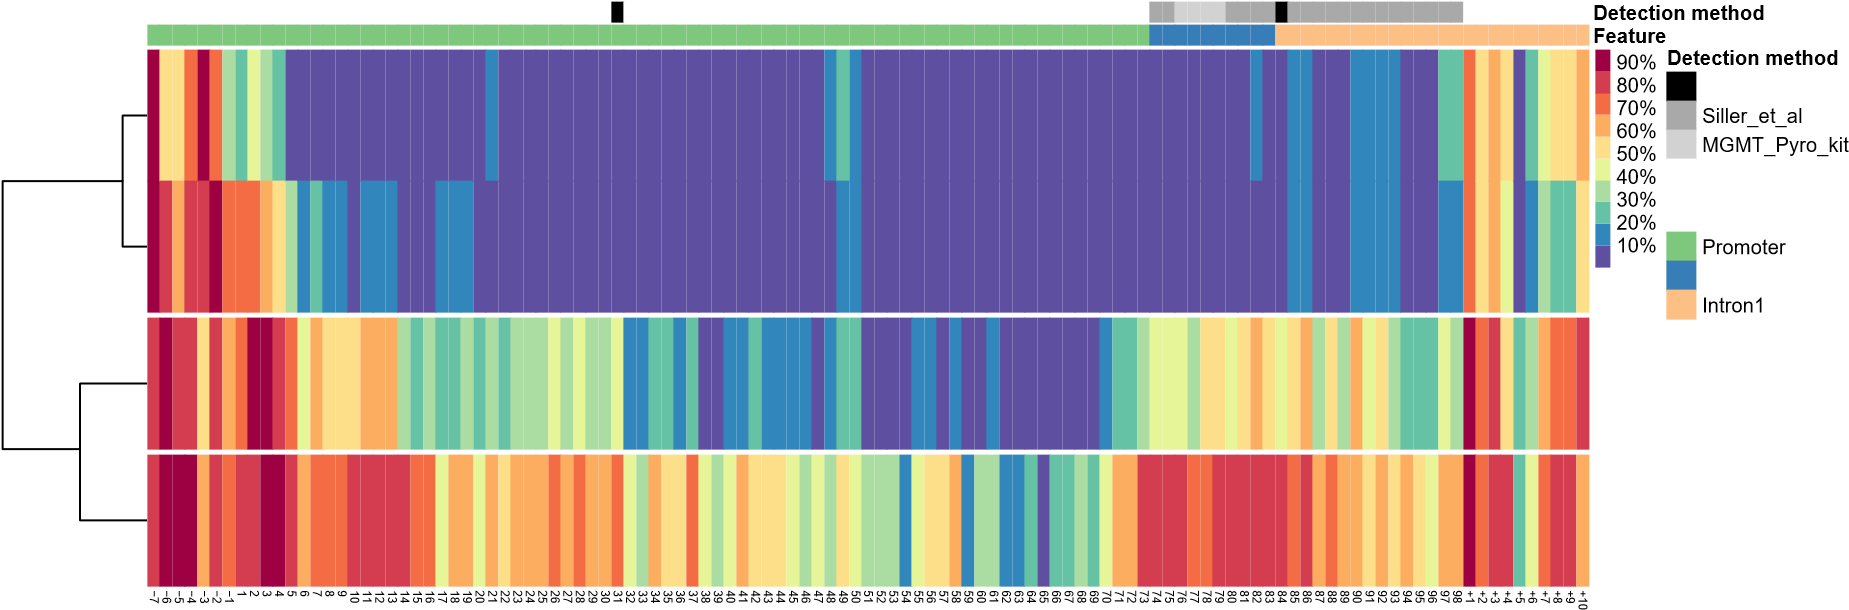 Detection method
Feature
90%
80%
70%
60%
50%
40%
30%
20%
10%
Detection method
Siller_et_al
MGMT_Pyro_kit
Promoter
Intron1
-7 -6 -5 -4 -3 -2 -1 1 2 3 4 5 6 7 8 9 10 11 12 13 14 15 16 17 18 19 20 21 22 23 24 25 26 27 28 29 30 31 32 33 34 35 36 37 38 39 40 41 42 43 44 45 46 47 48 49 50 51 52 53 54 55 56 57 58 59 60 61 62 63 64 65 66 67 68 69 70 71 72 73 74 75 76 77 78 79 80 81 82 83 84 85 86 87 88 89 90 91 92 93 94 95 96 97 98 +1 +2 +3 +4 +5 +6 +7 +8 +9 +10